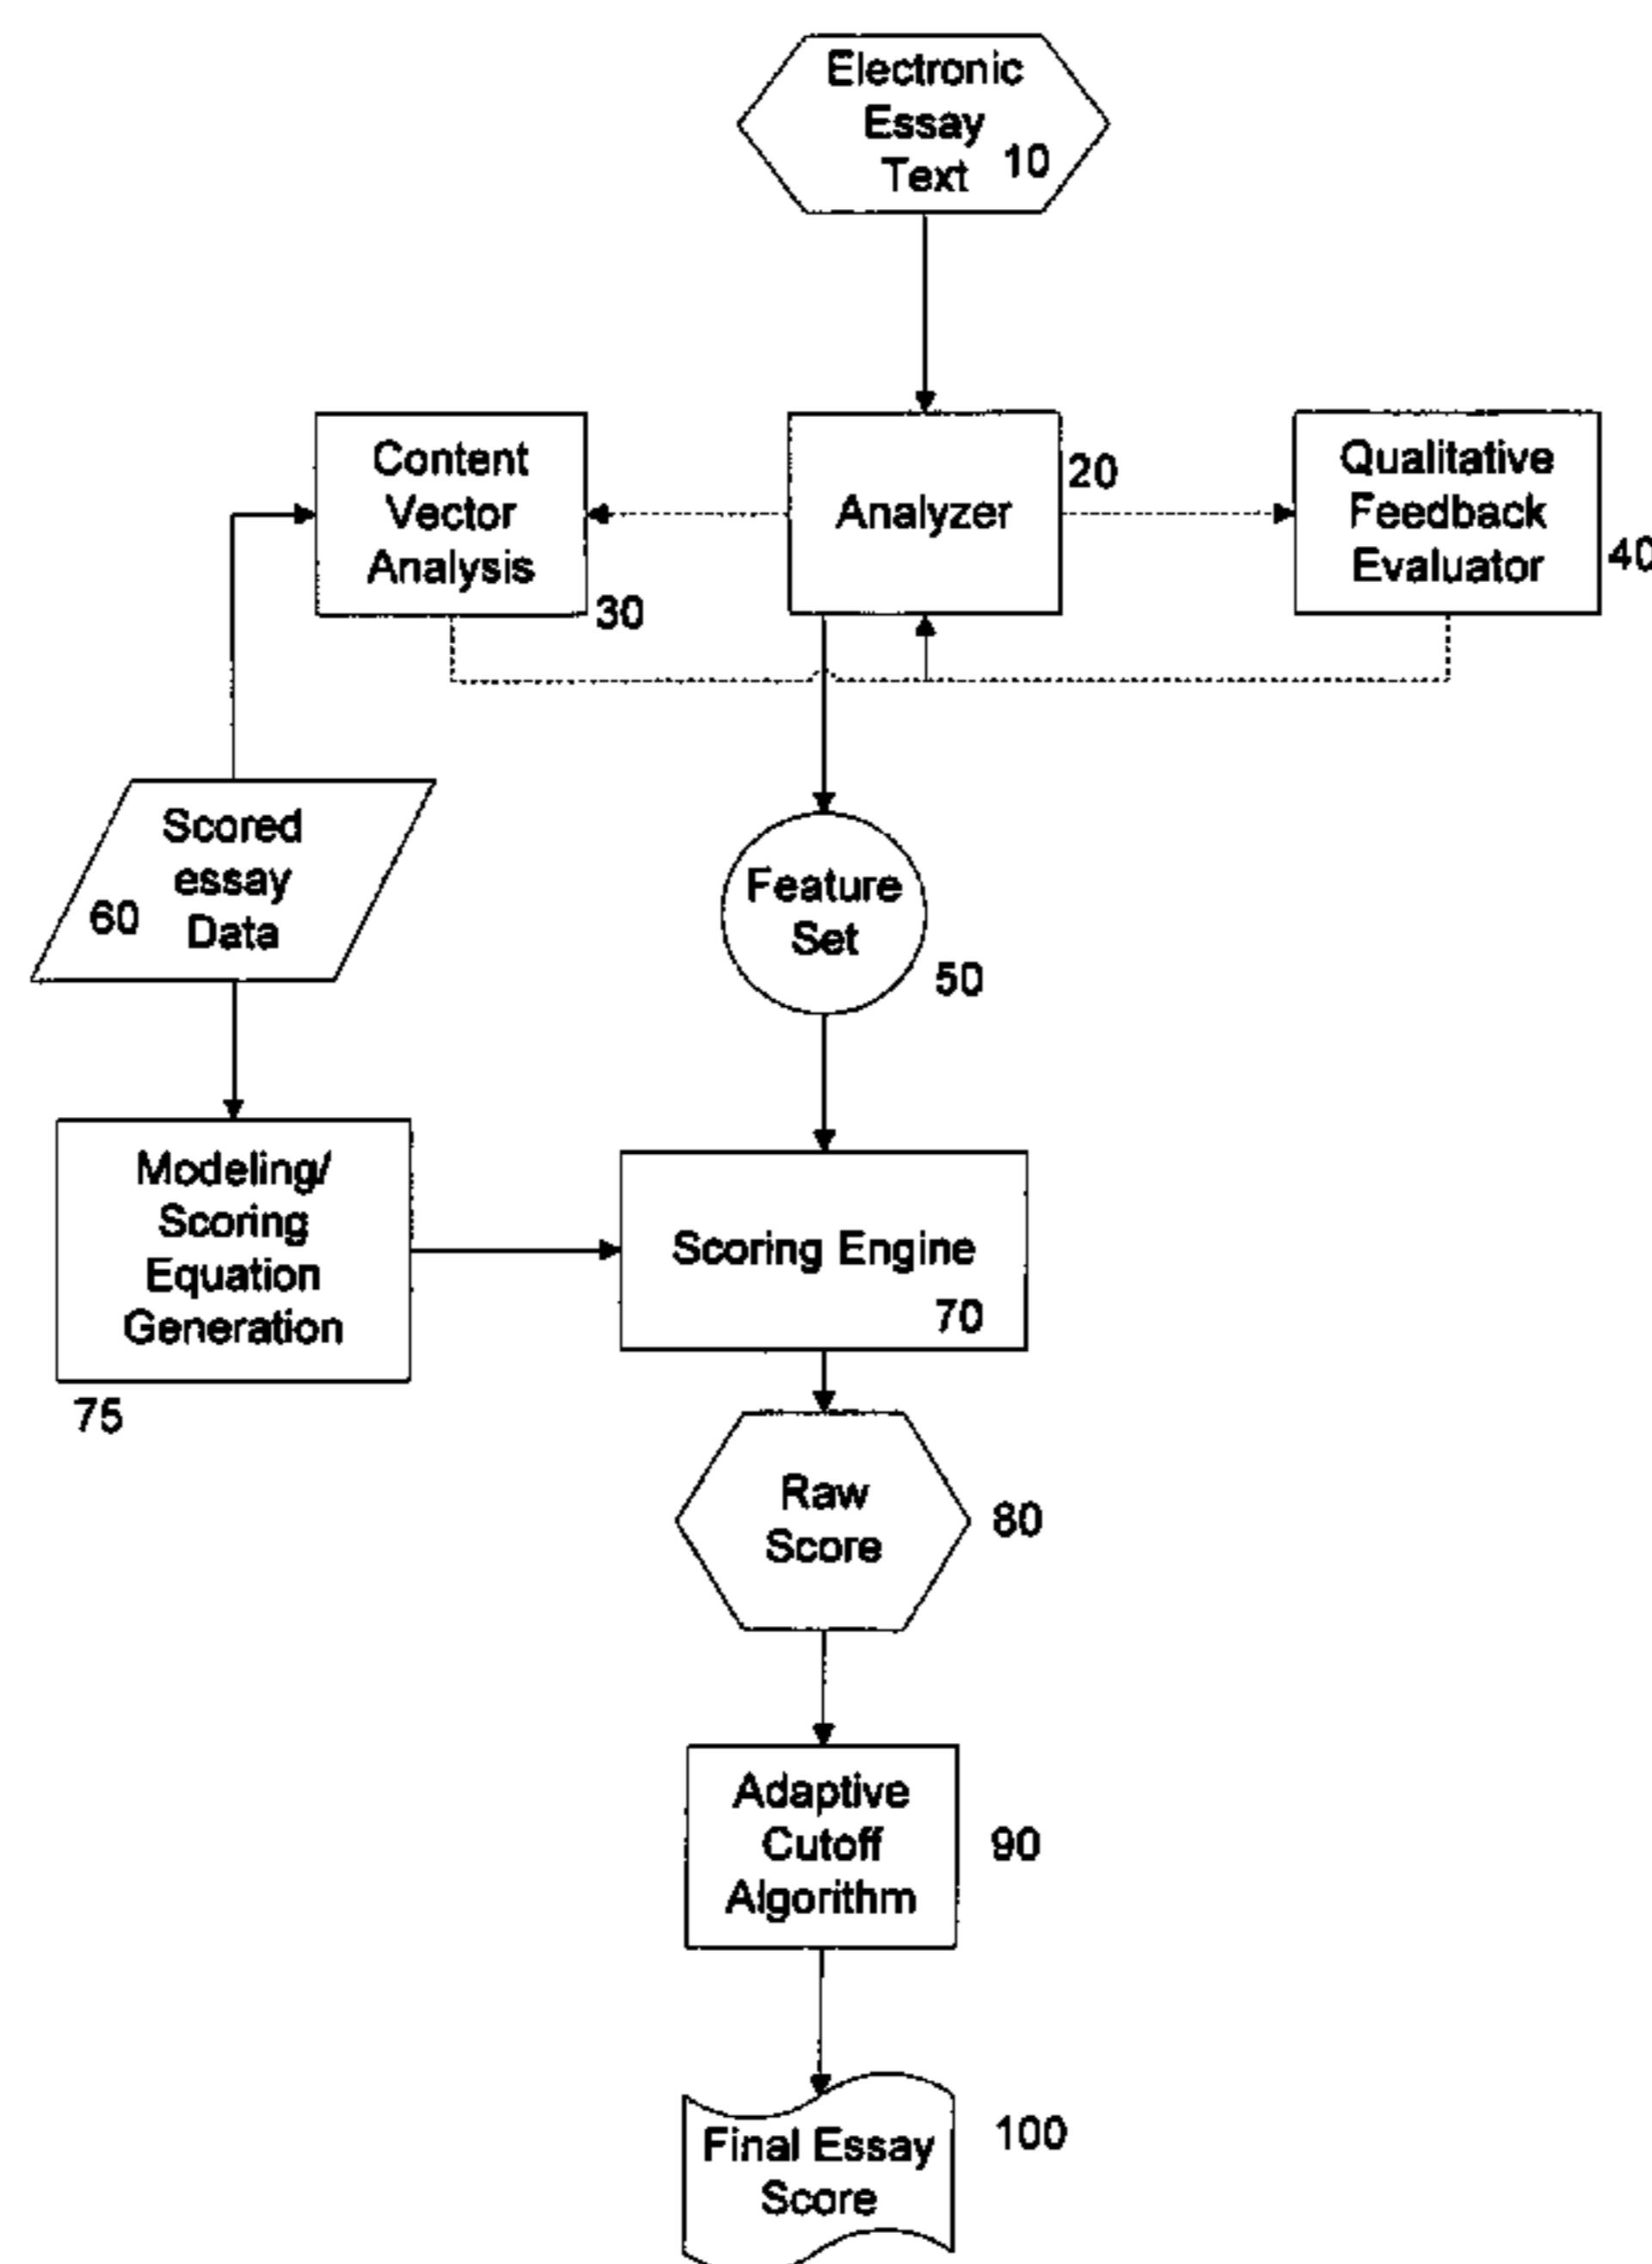 Electronic
Essay
Text 10
Content
Vector
Analysis
30
Analyzer
20
Qualitative
Feedback
Evaluator
40
Scored
essay
60 Data
Feature
Set
50
Modeling/
Scoring
Equation
Generation
75
Scoring Engine
70
Raw
Score
80
Adaptive
Cutoff
Algorithm
90
Final Essay
Score
100